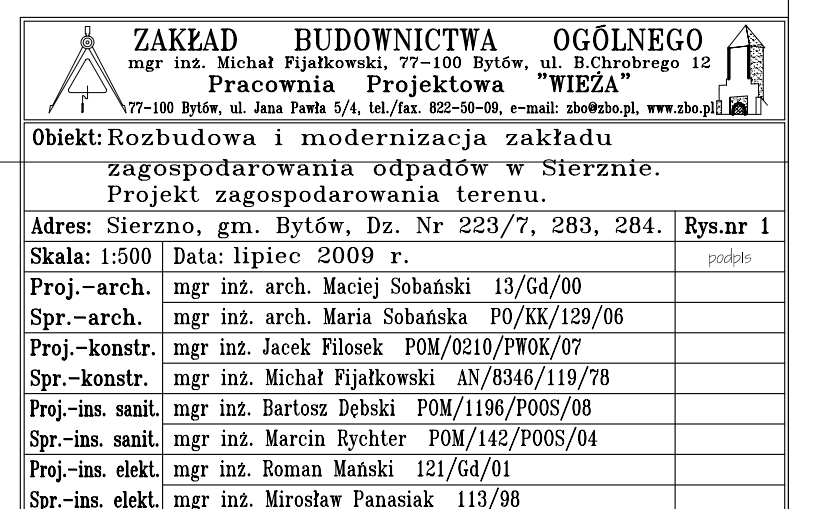 ZAKŁAD BUDOWNICTWA OGÓLNEGO
mgr inż. Michał Fijałkowski, 77-100 Bytów, ul. B.Chrobrego 12
Pracownia Projektowa "WIEŻA"
77-100 Bytów, ul. Jana Pawła 5/4, tel./fax. 822-50-09, e-mail: zbo@zbo.pl, www.zbo.pl
Obiekt: Rozbudowa i modernizacja zakładu
zagospodarowania odpadów w Sierznie.
Projekt zagospodarowania terenu.
Adres: Sierzno, gm. Bytów, Dz. Nr 223/7, 283, 284. Rys.nr 1
Skala: 1:500 Data: lipiec 2009 r. podpis
Proj.-arch. mgr inż. arch. Maciej Sobański 13/Gd/00
Spr.-arch. mgr inż. arch. Maria Sobańska PO/KK/129/06
Proj.-konstr. mgr inż. Jacek Filosek POM/0210/PWOK/07
Spr.-konstr. mgr inż. Michał Fijałkowski AN/8346/119/78
Proj.-ins. sanit. mgr inż. Bartosz Dębski POM/1196/POOS/08
Spr.-ins. sanit. mgr inż. Marcin Rychter POM/142/POOS/04
Proj.-ins. elekt. mgr inż. Roman Mański 121/Gd/01
Spr.-ins. elekt. mgr inż. Mirosław Panasiak 113/98